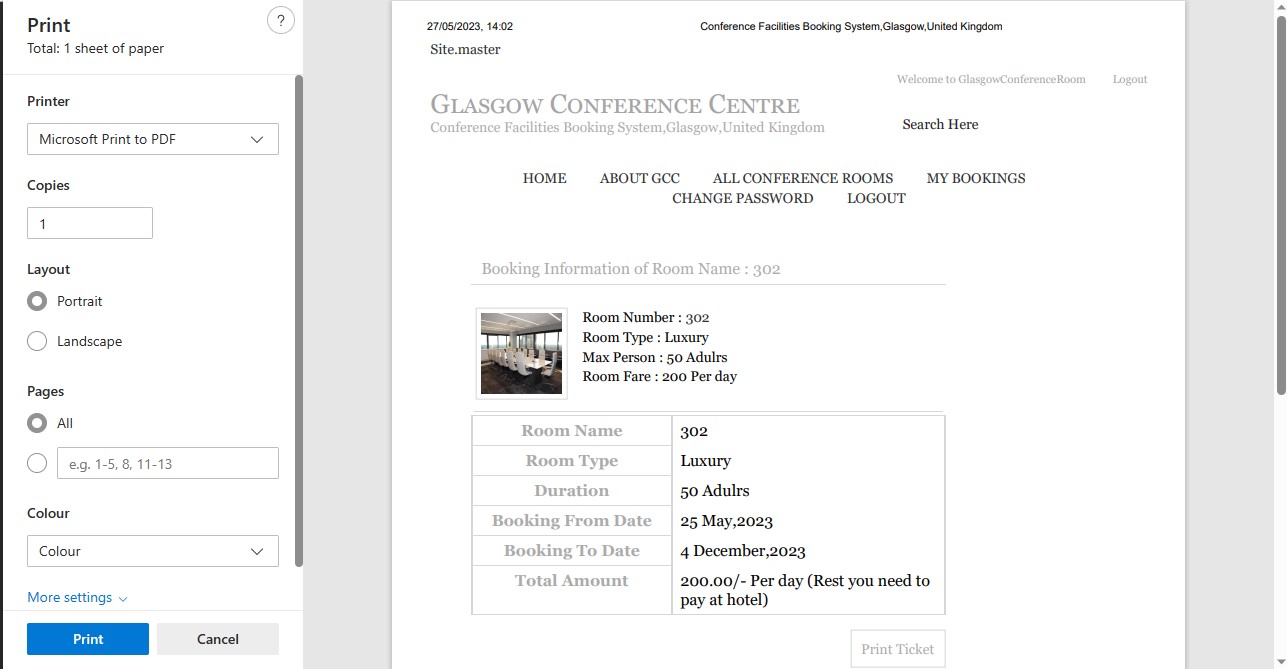 Print
?
Total: 1 sheet of paper
Printer
Microsoft Print to PDF
Copies
1
Layout
Portrait
Landscape
Pages
All
e.g. 1-5, 8, 11-13
Colour
Colour
More settings
Print
Cancel
27/05/2023, 14:02
Conference Facilities Booking System,Glasgow,United Kingdom
Site.master
Welcome to GlasgowConferenceRoom
Logout
GLASGOW CONFERENCE CENTRE
Conference Facilities Booking System,Glasgow,United Kingdom
Search Here
HOME ABOUT GCC ALL CONFERENCE ROOMS MY BOOKINGS
CHANGE PASSWORD LOGOUT
Booking Information of Room Name : 302
Room Number : 302
Room Type : Luxury
Max Person : 50 Adulrs
Room Fare : 200 Per day
Room Name 302
Room Type Luxury
Duration 50 Adulrs
Booking From Date 25 May,2023
Booking To Date 4 December,2023
Total Amount 200.00/- Per day (Rest you need to
pay at hotel)
Print Ticket